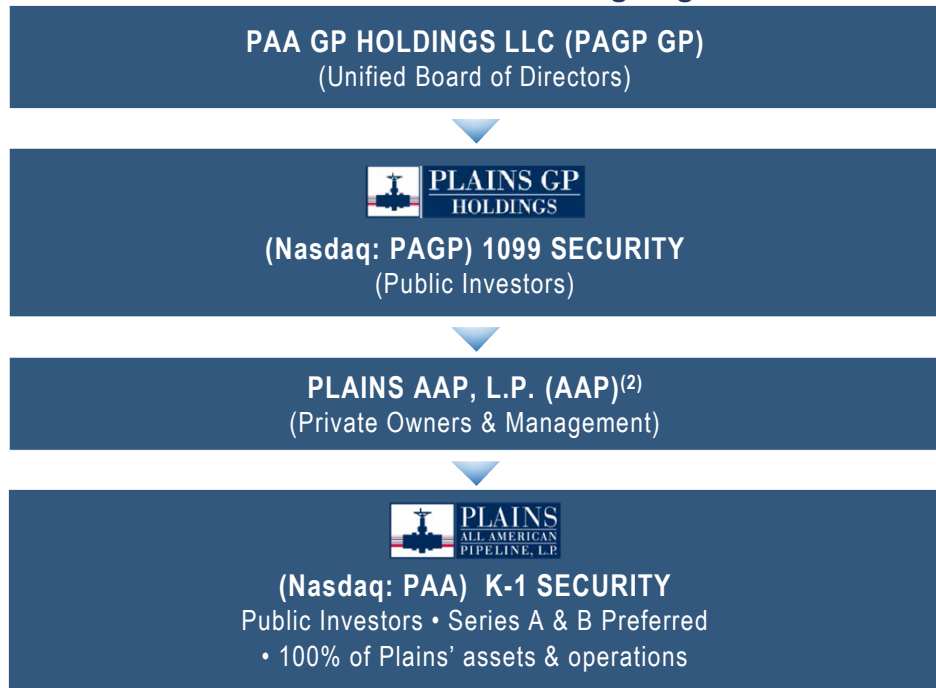 PAA GP HOLDINGS LLC (PAGP GP)
(Unified Board of Directors)
PLAINS GP
HOLDINGS
(Nasdaq: PAGP) 1099 SECURITY
(Public Investors)
PLAINS AAP, L.P. (AAP)(2)
(Private Owners & Management)
PLAINS
ALL AMERICAN
PIPELINE, L.P.
(Nasdaq: PAA) K-1 SECURITY
Public Investors • Series A & B Preferred
• 100% of Plains’ assets & operations